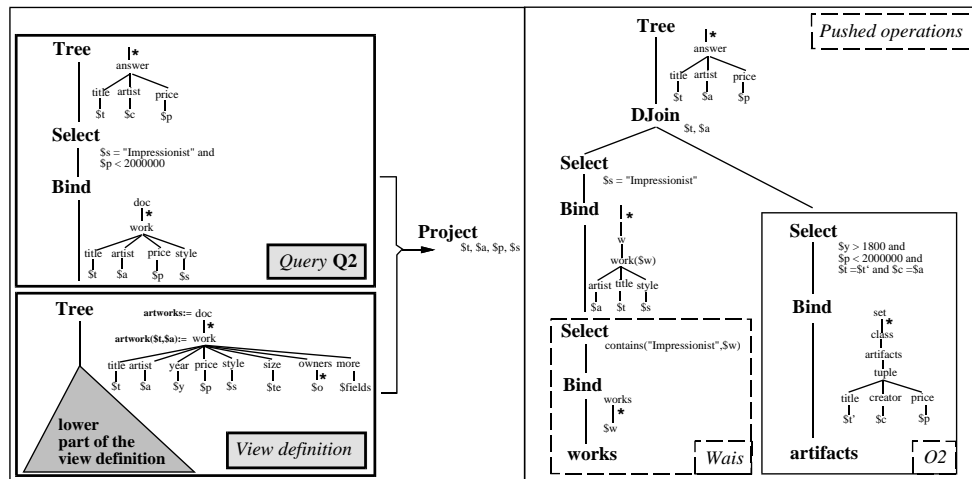 Tree
*
answer
title artist price
$t $c $p
Select
$s = "Impressionist" and
$p < 2000000
Bind
doc
*
work
title artist price style
$t $a $p $s
Query Q2
Tree
artworks:= doc
*
artwork($t,$a):= work
title artist year price style size owners more
*
$t $a $y $p $s $te $o $fields
lower
part of the
view definition
View definition
Project
$t, $a, $p, $s
Pushed operations
Tree
*
answer
title artist price
$t $a $p
DJoin
$t, $a
Select
$s = "Impressionist"
Bind
*
w
work($w)
artist title style
$a $t $s
Select
contains("Impressionist",$w)
Bind
works
*
$w
works
Wais
Select
$y > 1800 and
$p < 2000000 and
$t =$t' and $c =$a
Bind
set
*
class
artifacts
tuple
title creator price
$t' $c $p
artifacts
O2